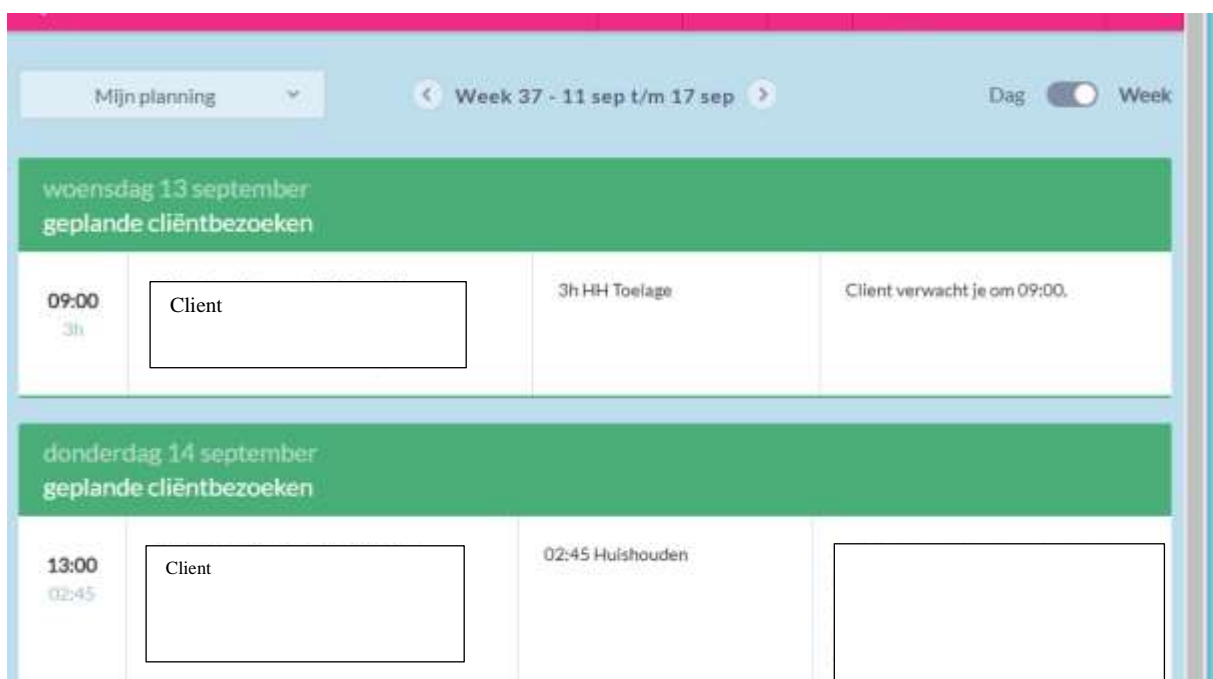 Mijn planning
Week 37 - 11 sep t/m 17 sep
Dag
Week
woensdag 13 september
geplande cliëntbezoeken
09:00
3h
Client
3h HH Toelage
Client verwacht je om 09:00.
donderdag 14 september
geplande cliëntbezoeken
13:00
02:45
Client
02:45 Huishouden